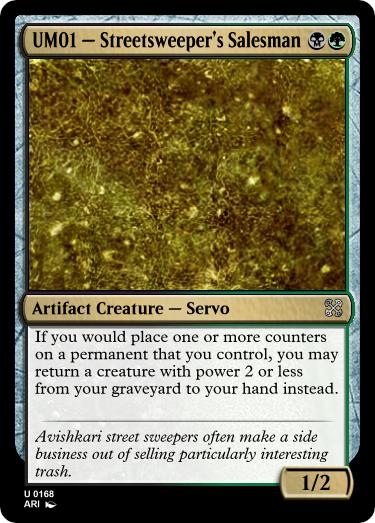 UM01 — Streetsweeper's Salesman
Artifact Creature — Servo
If you would place one or more counters
on a permanent that you control, you may
return a creature with power 2 or less
from your graveyard to your hand instead.
Avishkari street sweepers often make a side
business out of selling particularly interesting
trash.
1/2
U 0168
ARI